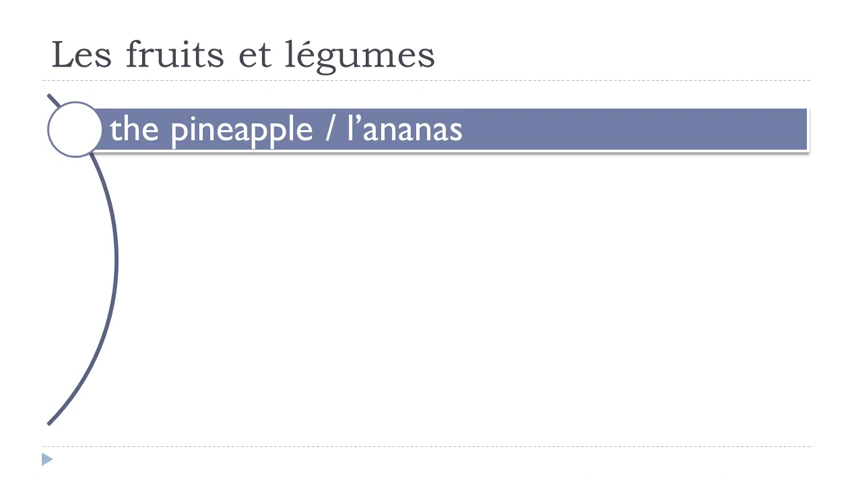 Les fruits et légumes
the pineapple / l’ananas